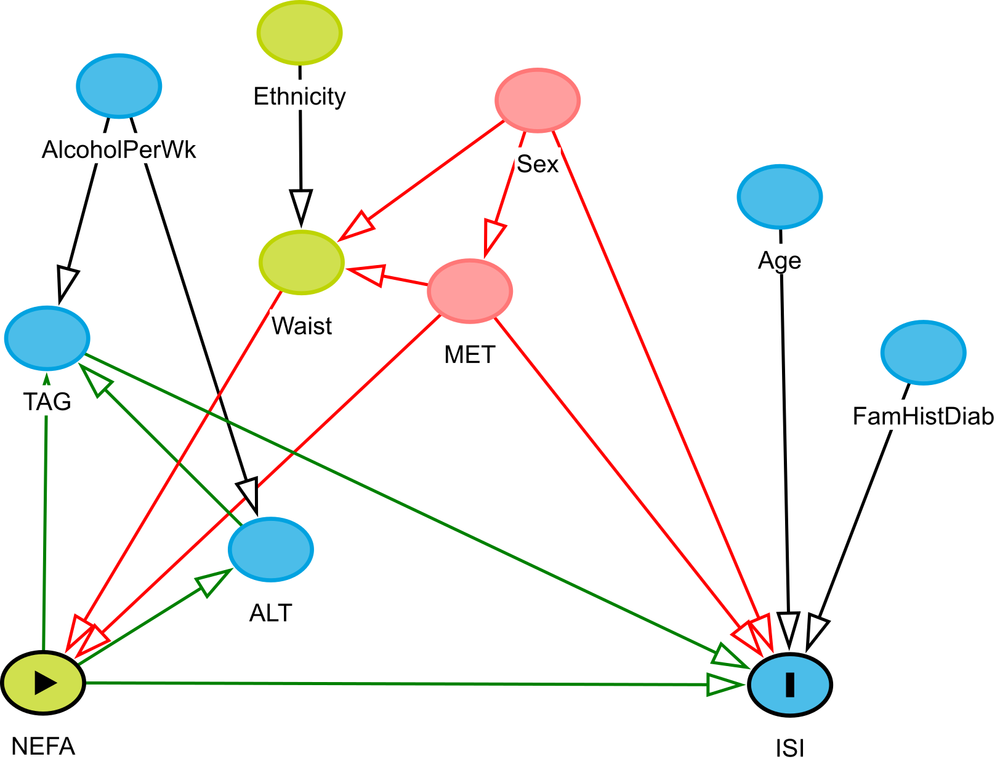 Ethnicity
AlcoholPerWk
Sex
Age
Waist
MET
TAG
FamHistDiab
ALT
NEFA
ISI